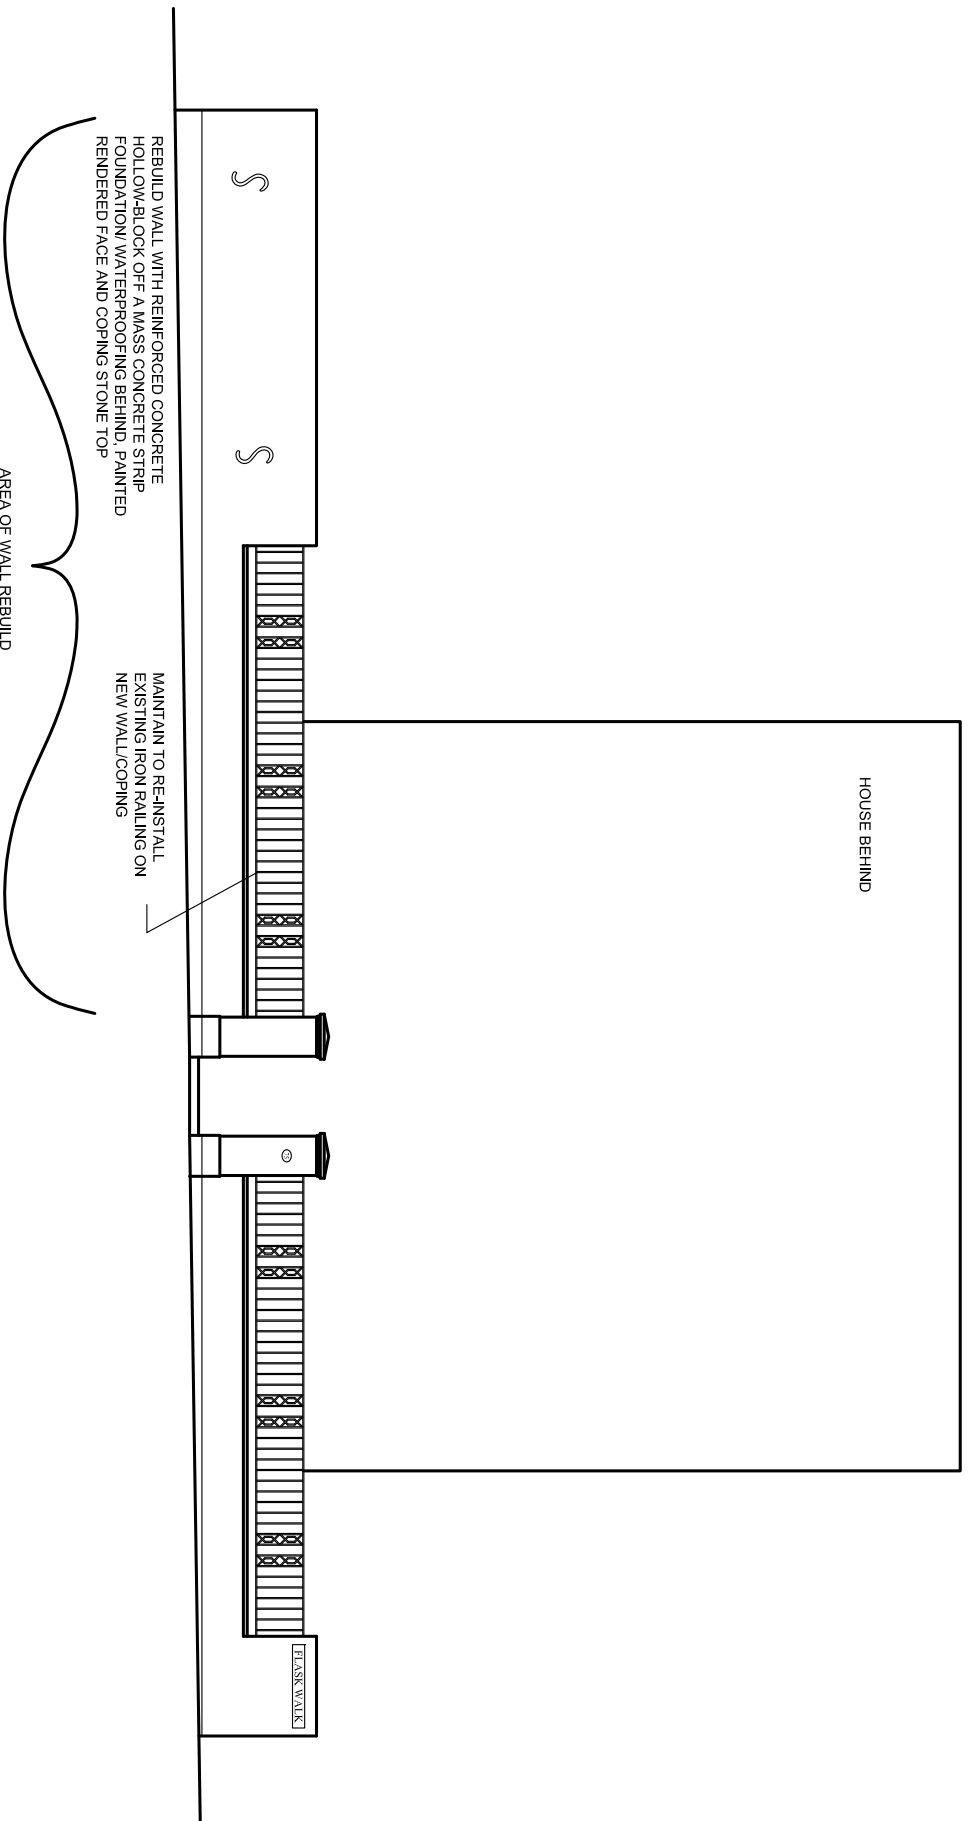 HOUSE BEHIND
FLASK WALK
75
REBUILD WALL WITH REINFORCED CONCRETE
HOLLOW-BLOCK OFF A MASS CONCRETE STRIP
FOUNDATION/ WATERPROOFING BEHIND, PAINTED
RENDERED FACE AND COPING STONE TOP
MAINTAIN TO RE-INSTALL
EXISTING IRON RAILING ON
NEW WALL/COPING
AREA OF WALL REBUILD